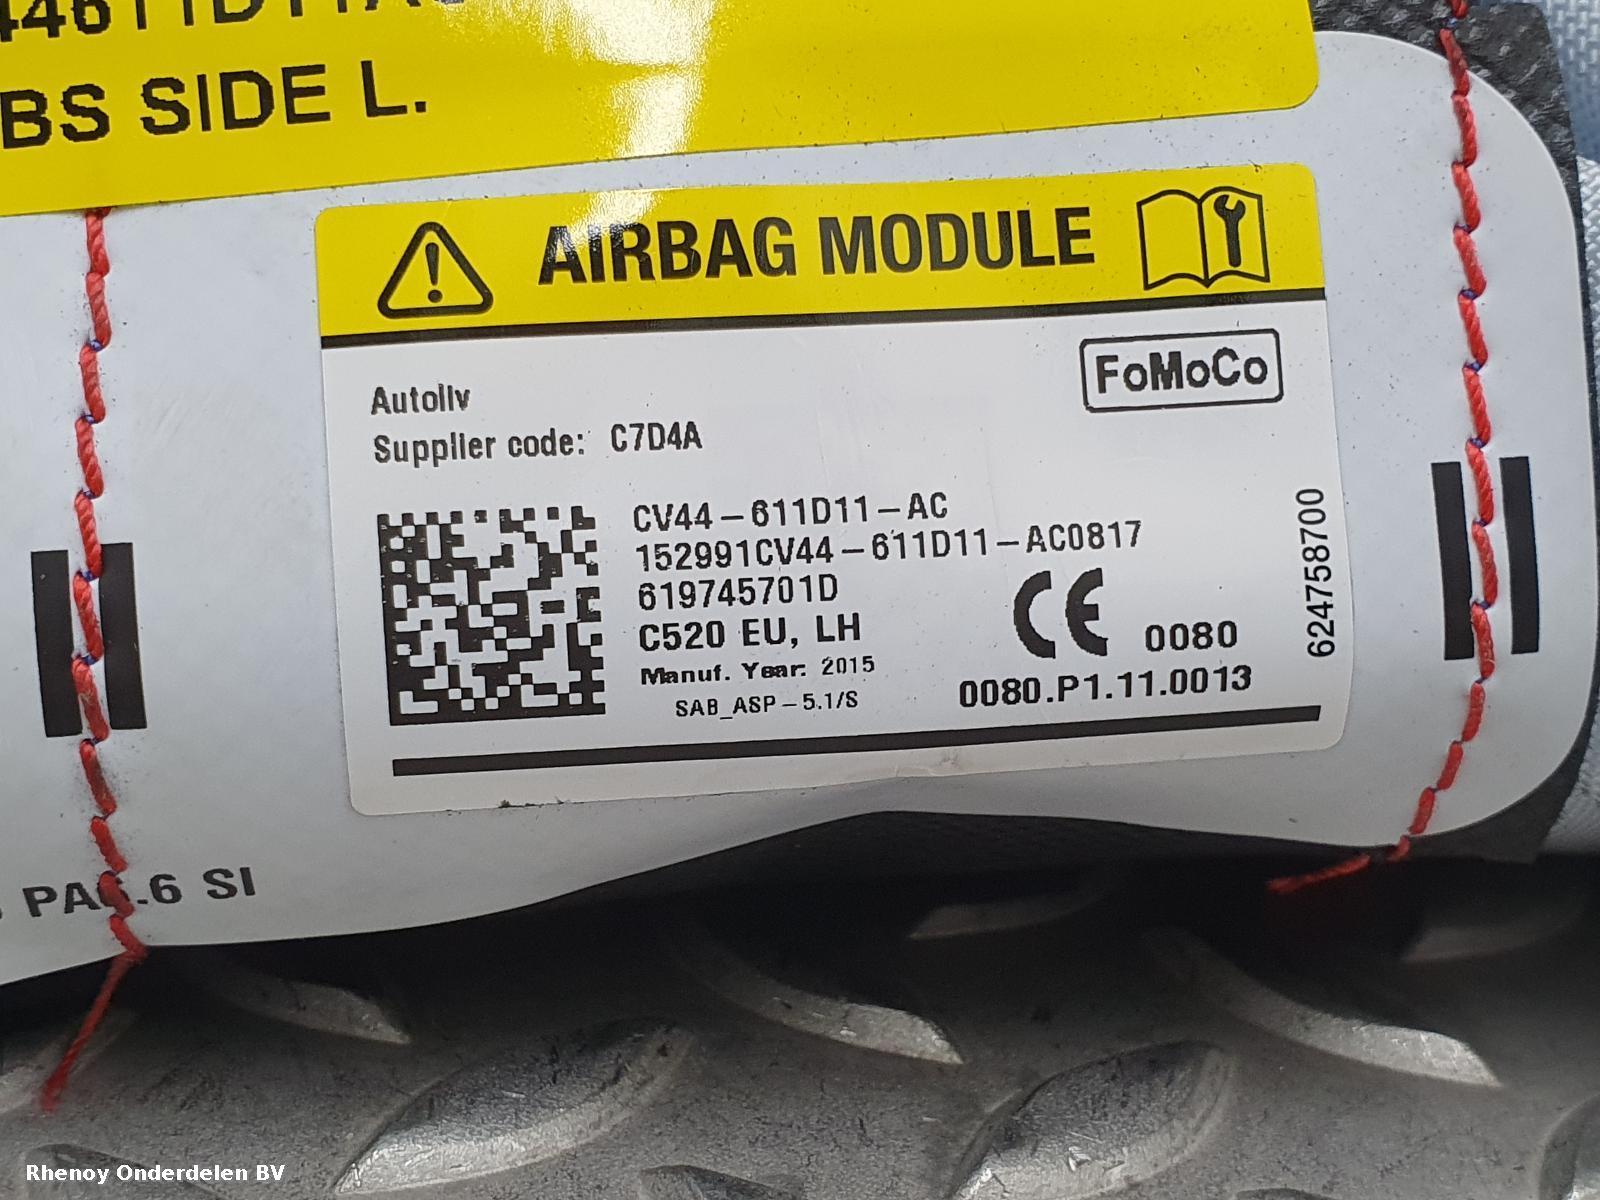 BS SIDE L.
AIRBAG MODULE
FoMoCo
Autoliv
Supplier code: C7D4A
CV44-611D11-AC
152991CV44-611D11-AC0817
619745701D
C520 EU, LH
Manuf. Year. 2015
SAB_ASP-5.1/S
CE 0080
0080.P1.11.0013
624758700
SI
Rhenoy Onderdelen BV